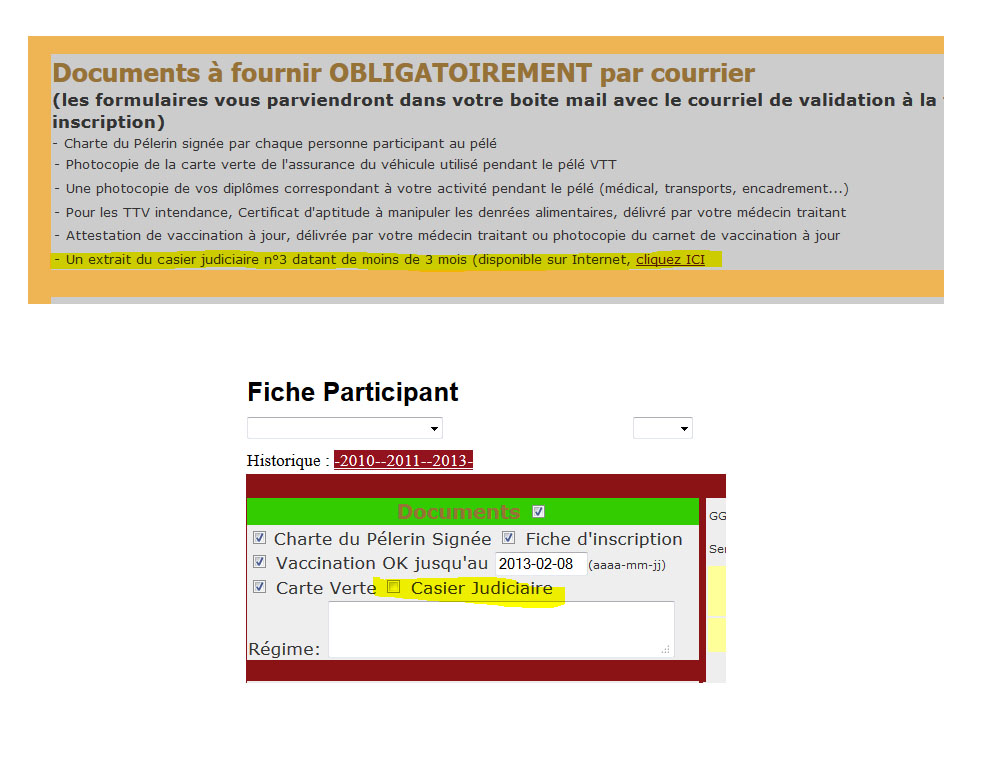 Documents à fournir OBLIGATOIREMENT par courrier
(les formulaires vous parviendront dans votre boite mail avec le courriel de validation à la
inscription)
- Charte du Pélerin signée par chaque personne participant au pélé
- Photocopie de la carte verte de l'assurance du véhicule utilisé pendant le pélé VTT
- Une photocopie de vos diplômes correspondant à votre activité pendant le pélé (médical, transports, encadrement...)
- Pour les TTV intendance, Certificat d'aptitude à manipuler les denrées alimentaires, délivré par votre médecin traitant
- Attestation de vaccination à jour, délivrée par votre médecin traitant ou photocopie du carnet de vaccination à jour
- Un extrait du casier judiciaire n°3 datant de moins de 3 mois (disponible sur Internet, cliquez ICI
Fiche Participant
Historique : -2010--2011--2013-
Documents
GG
Charte du Pélerin Signée Fiche d'inscription
Ser
Vaccination OK jusqu'au 2013-02-08 (aaaa-mm-jj)
Carte Verte Casier Judiciaire
Régime: